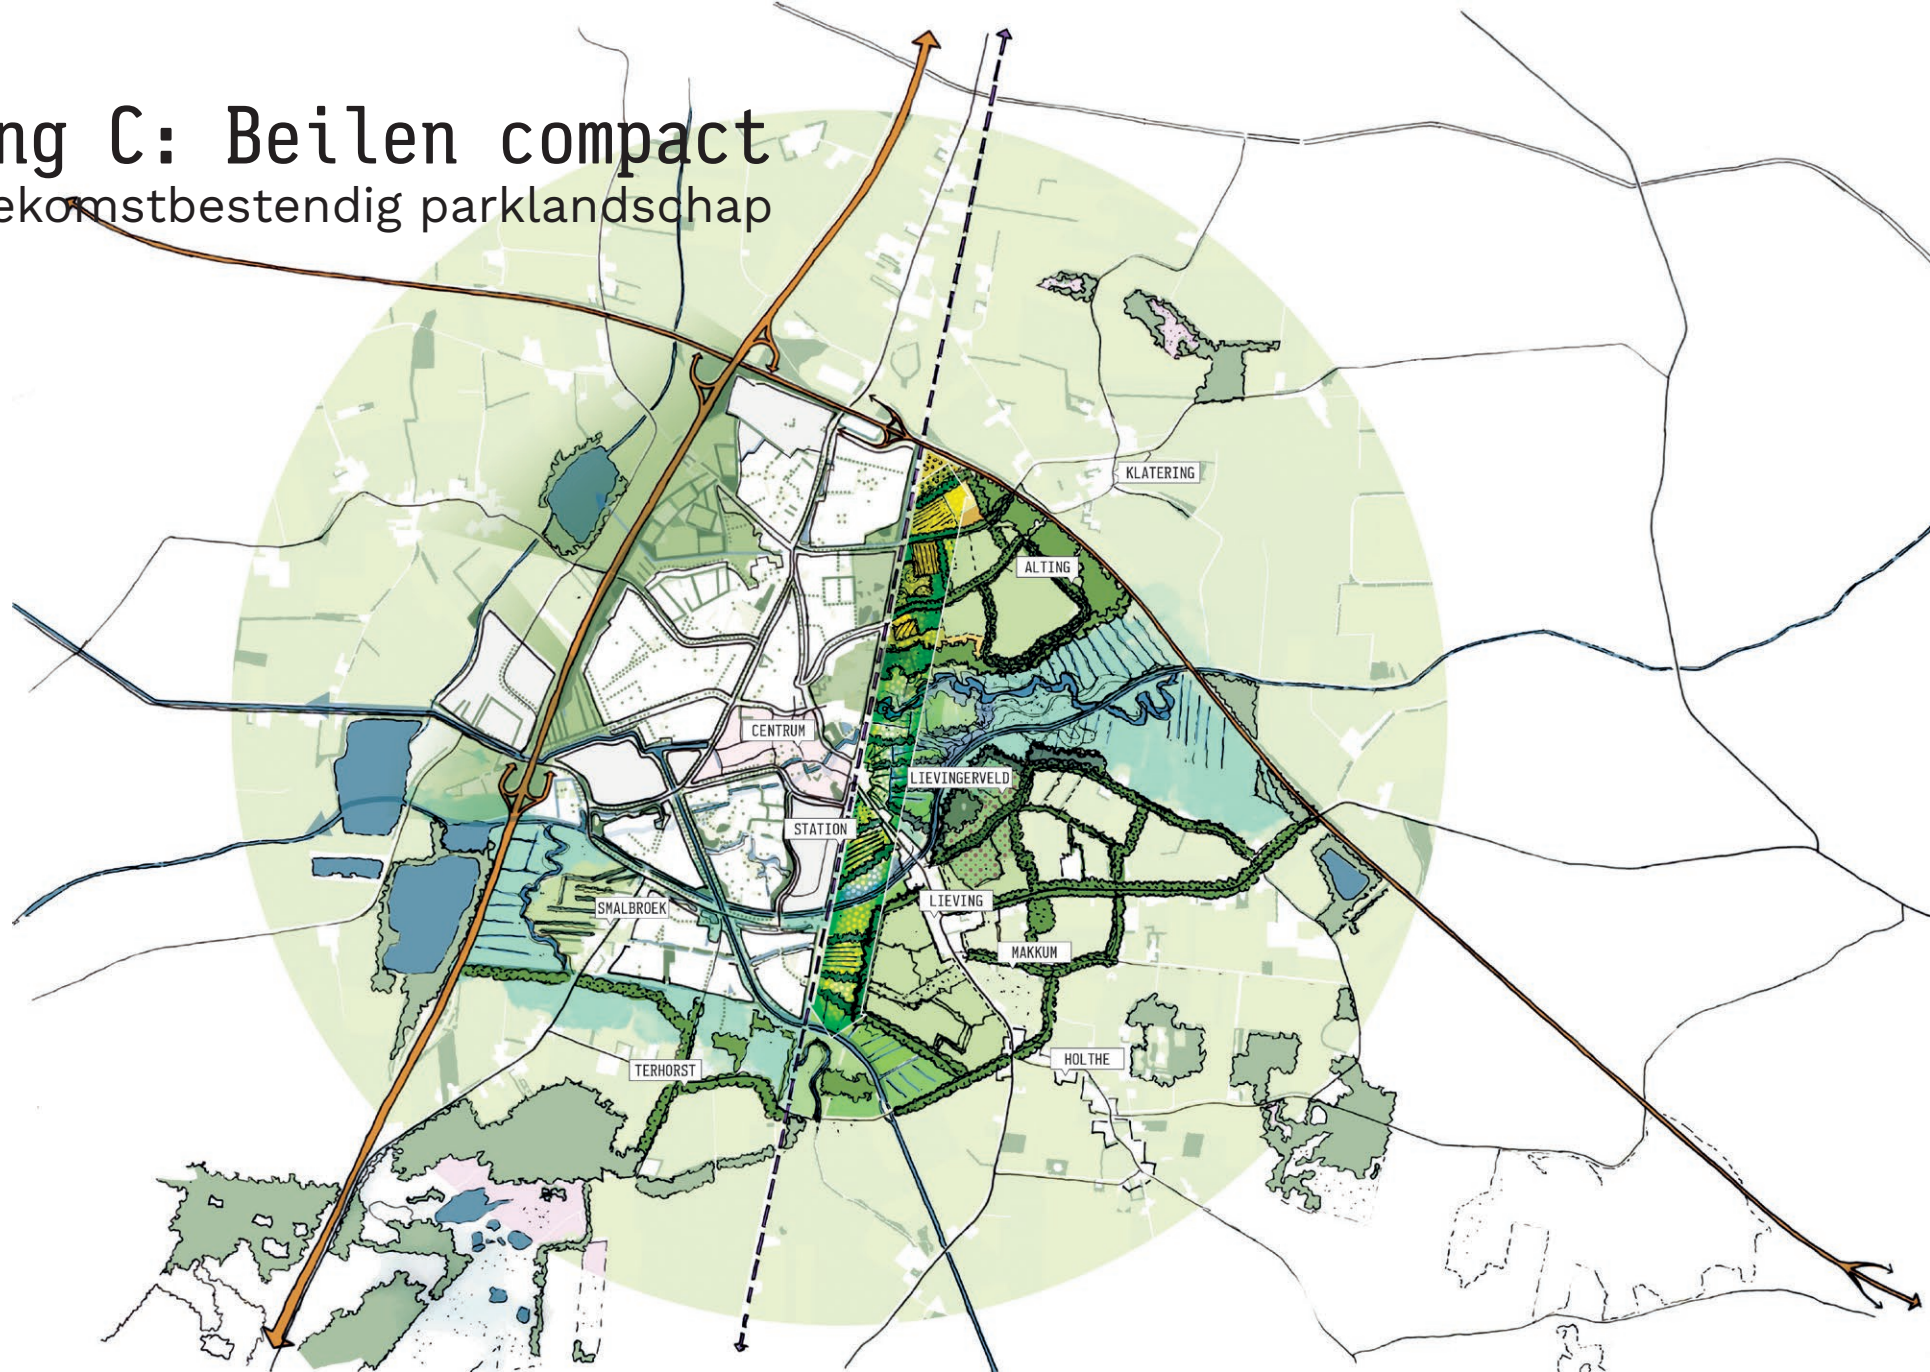 ng C: Beilen compact
ekomstbestendig parklandschap
KLATERING
ALTING
CENTRUM
LIEVINGERVELD
STATION
LIEVING
SMALBROEK
MAKKUM
HOLTHE
TERHORST